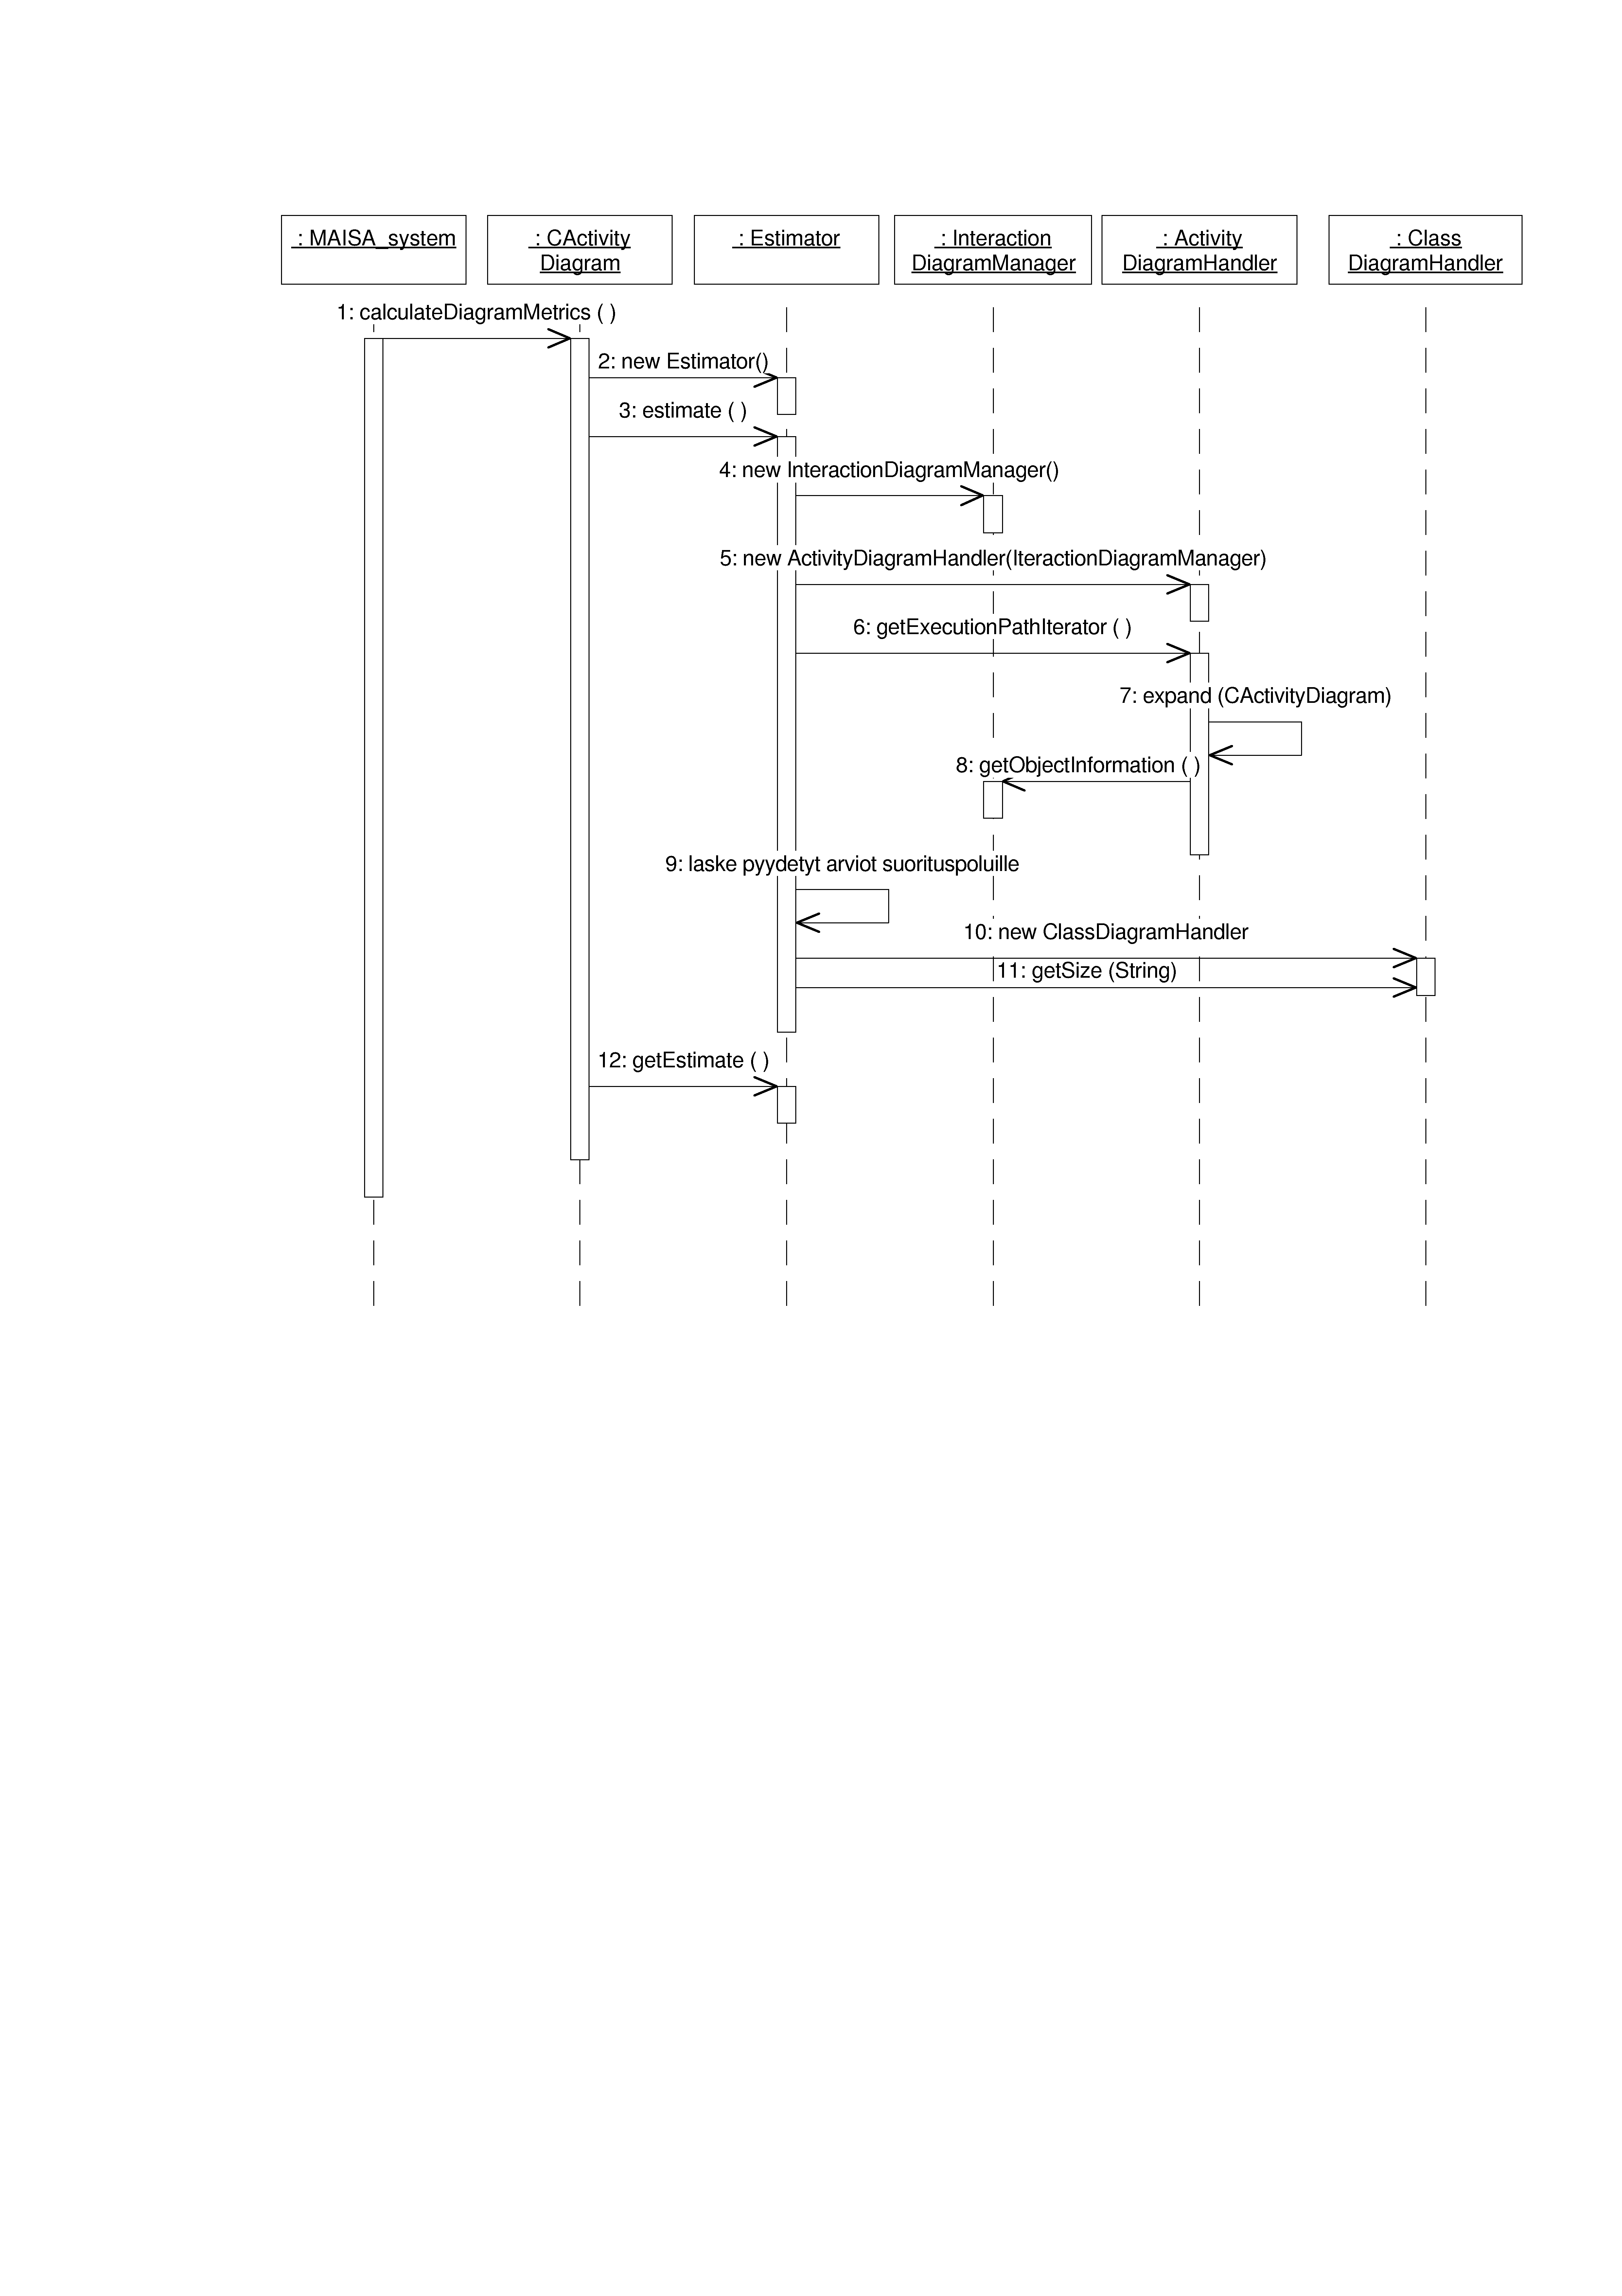 : MAISA_system
: CActivity
Diagram
: Estimator
: Interaction
DiagramManager
: Activity
DiagramHandler
: Class
DiagramHandler
1: calculateDiagramMetrics ( )
2: new Estimator()
3: estimate ( )
4: new InteractionDiagramManager()
5: new ActivityDiagramHandler(IteractionDiagramManager)
6: getExecutionPathIterator ( )
7: expand (CActivityDiagram)
8: getObjectInformation ( )
9: laske pyydetyt arviot suorituspoluille
10: new ClassDiagramHandler
11: getSize (String)
12: getEstimate ( )